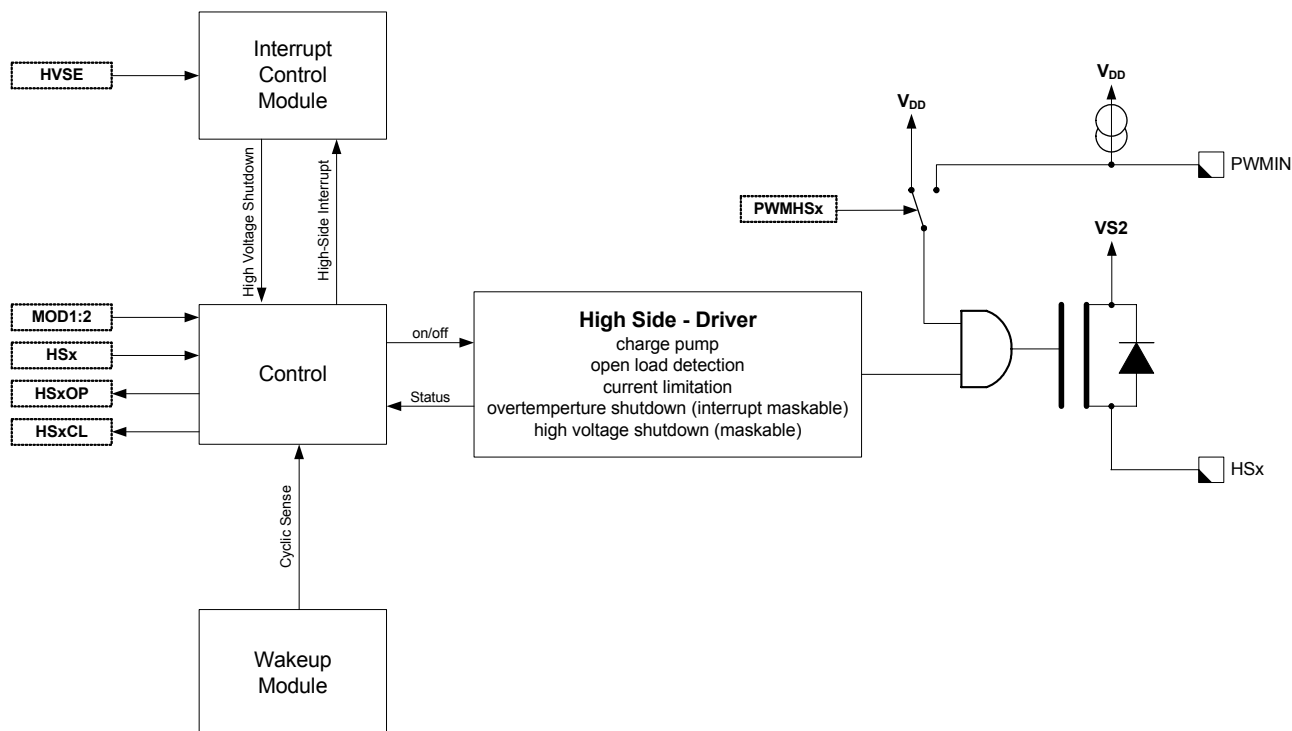 Interrupt
Control
Module
HVSE
High Voltage Shutdown
High-Side Interrupt
VDD
VDD
PWMIN
PWMHSx
VS2
MOD1:2
HSx
HSxOP
HSxCL
Control
on/off
Status
High Side - Driver
charge pump
open load detection
current limitation
overtemperture shutdown (interrupt maskable)
high voltage shutdown (maskable)
HSx
Cyclic Sense
Wakeup
Module